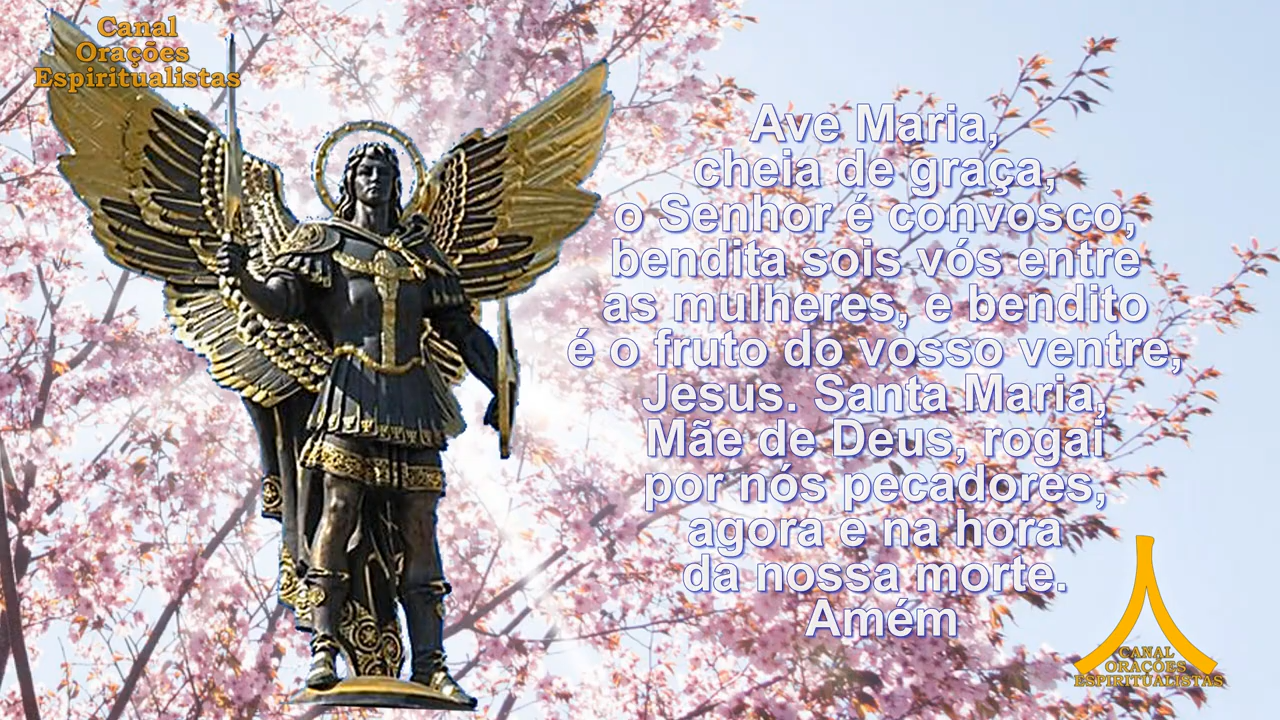 Canal
Orações
Espiritualistas
Ave Maria,
cheia de graça,
o Senhor é convosco,
bendita sois vós entre
as mulheres, e bendito
é o fruto do vosso ventre,
Jesus. Santa Maria,
Mãe de Deus, rogai
por nós pecadores,
agora e na hora
da nossa morte.
Amém
CANAL
ORAÇÕES
ESPIRITUALISTAS